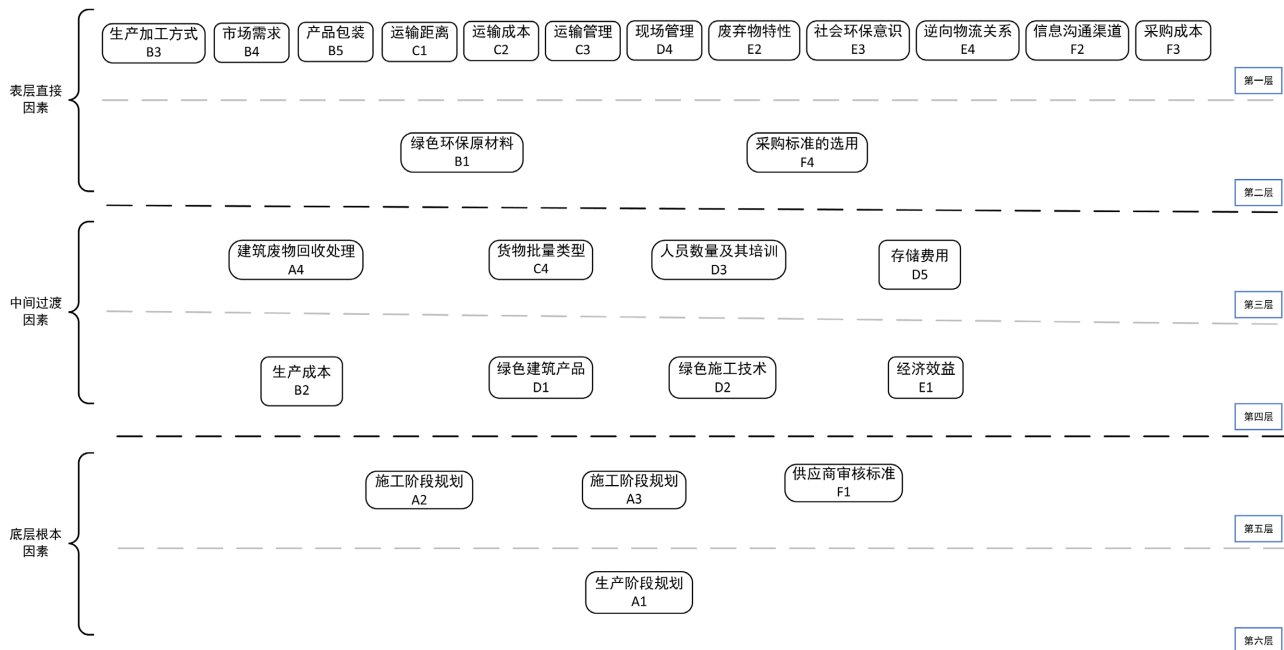 生产加工方式
B3
市场需求
B4
产品包装
B5
运输距离
C1
运输成本
C2
运输管理
C3
现场管理
D4
废弃物特性
E2
社会环保意识
E3
逆向物流关系
E4
信息沟通渠道
F2
采购成本
F3
第一层
表层直接
因素
绿色环保原材料
B1
采购标准的选用
F4
第二层
建筑废物回收处理
A4
货物批量类型
C4
人员数量及其培训
D3
存储费用
D5
第三层
中间过渡
因素
生产成本
B2
绿色建筑产品
D1
绿色施工技术
D2
经济效益
E1
第四层
施工阶段规划
A2
施工阶段规划
A3
供应商审核标准
F1
第五层
底层根本
因素
生产阶段规划
A1
第六层